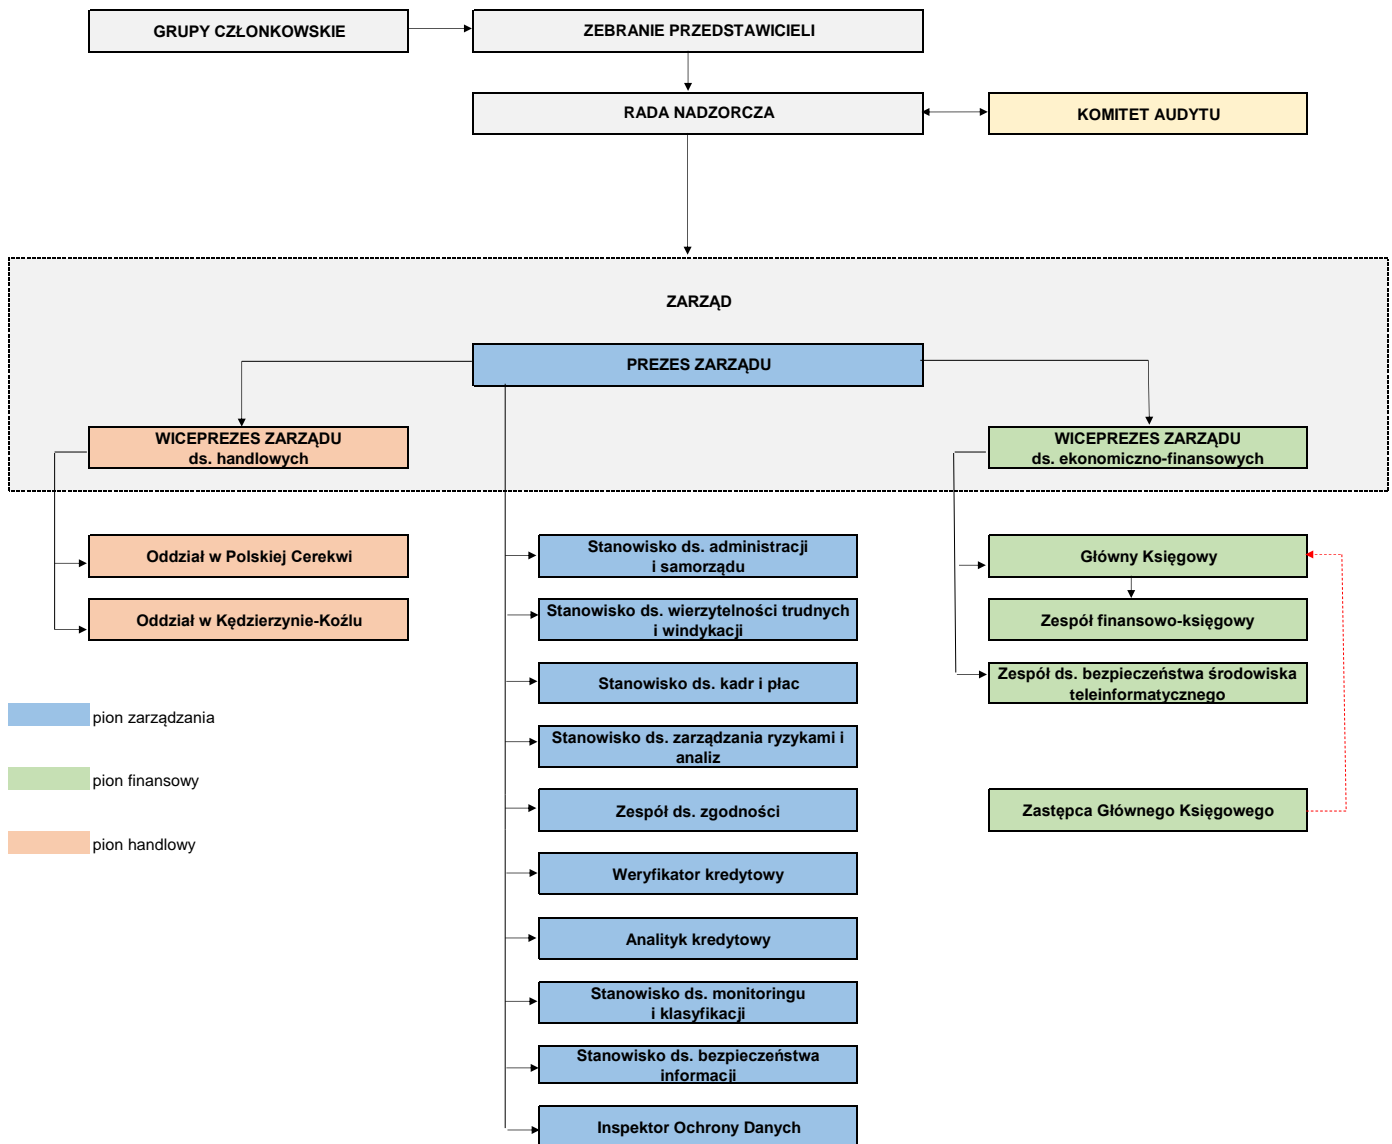 GRUPY CZŁONKOWSKIE
ZEBRANIE PRZEDSTAWICIELI
RADA NADZORCZA
KOMITET AUDYTU
ZARZĄD
PREZES ZARZĄDU
WICEPREZES ZARZĄDU
ds. handlowych
WICEPREZES ZARZĄDU
ds. ekonomiczno-finansowych
Oddział w Polskiej Cerekwi
Oddział w Kędzierzynie-Koźlu
Stanowisko ds. administracji
i samorządu
Stanowisko ds. wierzytelności trudnych
i windykacji
Stanowisko ds. kadr i płac
Stanowisko ds. zarządzania ryzykami i
analiz
Zespół ds. zgodności
Weryfikator kredytowy
Analityk kredytowy
Stanowisko ds. monitoringu
i klasyfikacji
Stanowisko ds. bezpieczeństwa
informacji
Inspektor Ochrony Danych
Główny Księgowy
Zespół finansowo-księgowy
Zespół ds. bezpieczeństwa środowiska
teleinformatycznego
Zastępca Głównego Księgowego
pion zarządzania
pion finansowy
pion handlowy